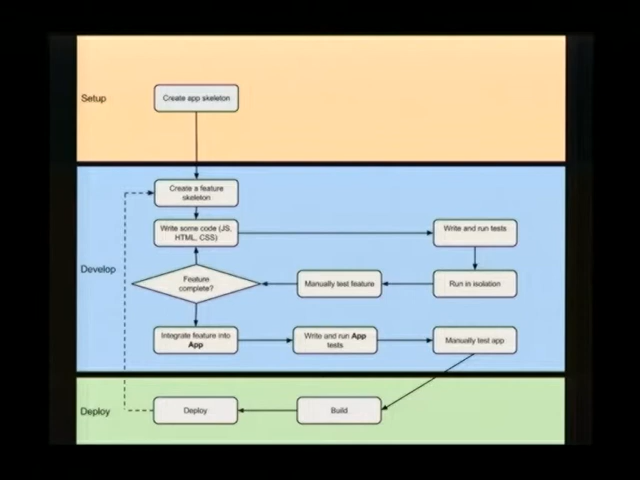 Setup
Create app skeleton
Create a feature
skeleton
Write some code (JS,
HTML, CSS)
Write and run tests
Develop
Feature
complete?
Manually test feature
Run in isolation
Integrate feature into
App
Write and run App
tests
Manually test app
Deploy
Deploy
Build